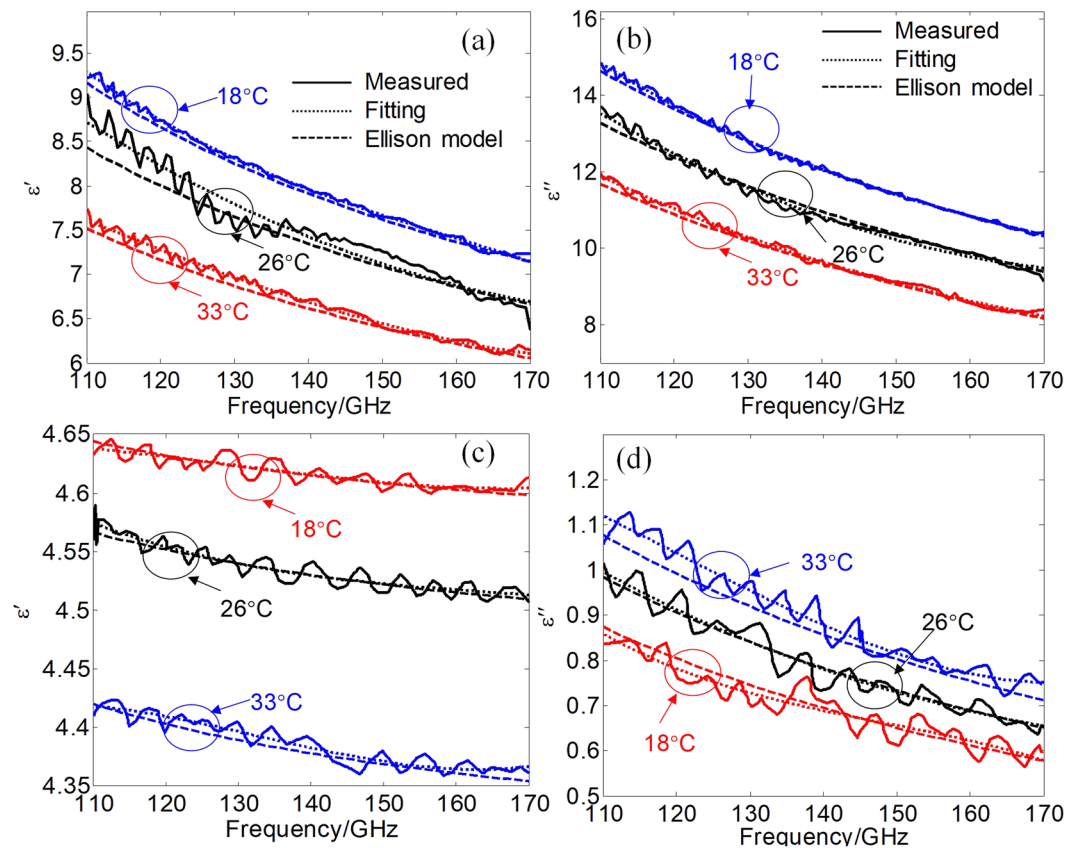 (a)
9.5
9
8.5
8
7.5
7
6.5
6
ε′
18°C
26°C
33°C
Measured
Fitting
Ellison model
110 120 130 140 150 160 170
Frequency/GHz
(b)
16
14
12
10
8
ε″
Measured
Fitting
Ellison model
18°C
26°C
33°C
110 120 130 140 150 160 170
Frequency/GHz
(c)
4.65
4.6
4.55
4.5
4.45
4.4
4.35
ε′
18°C
26°C
33°C
110 120 130 140 150 160 170
Frequency/GHz
(d)
1.2
1.1
1
0.9
0.8
0.7
0.6
0.5
ε″
33°C
26°C
18°C
110 120 130 140 150 160 170
Frequency/GHz